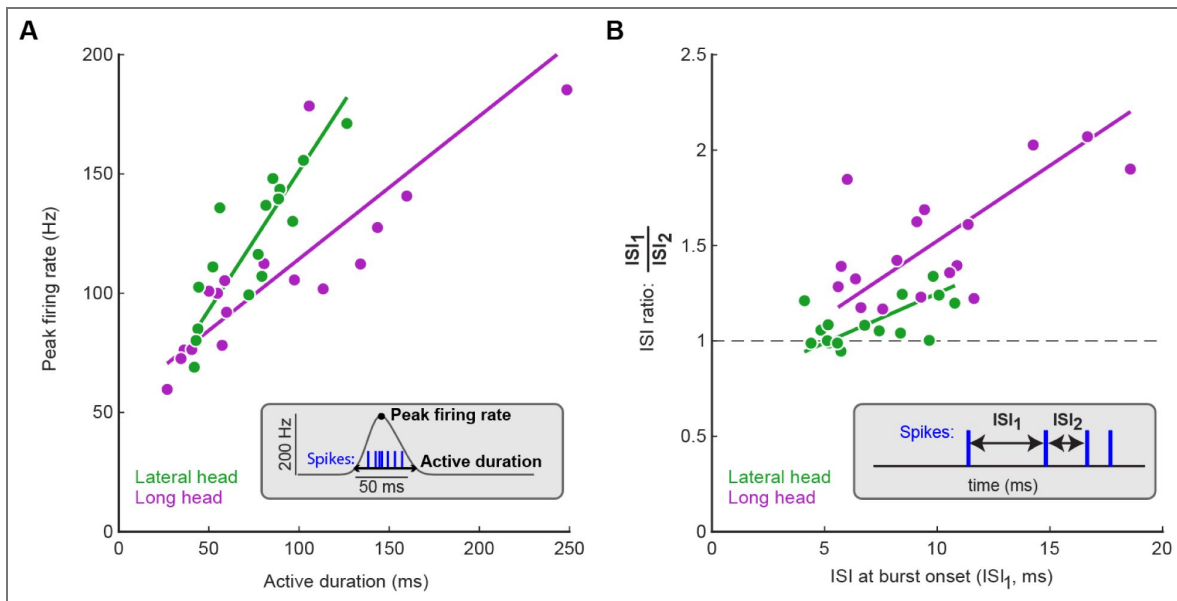 A
200
150
100
50
0
Peak firing rate (Hz)
0 50 100 150 200 250
Active duration (ms)
Lateral head
Long head
200 Hz
Peak firing rate
Spikes:
Active duration
50 ms
B
2.5
2
1.5
1
0.5
0
ISI ratio: ISI₁/ISI₂
0 5 10 15 20
ISI at burst onset (ISI₁, ms)
Lateral head
Long head
ISI₁ ISI₂
Spikes:
time (ms)